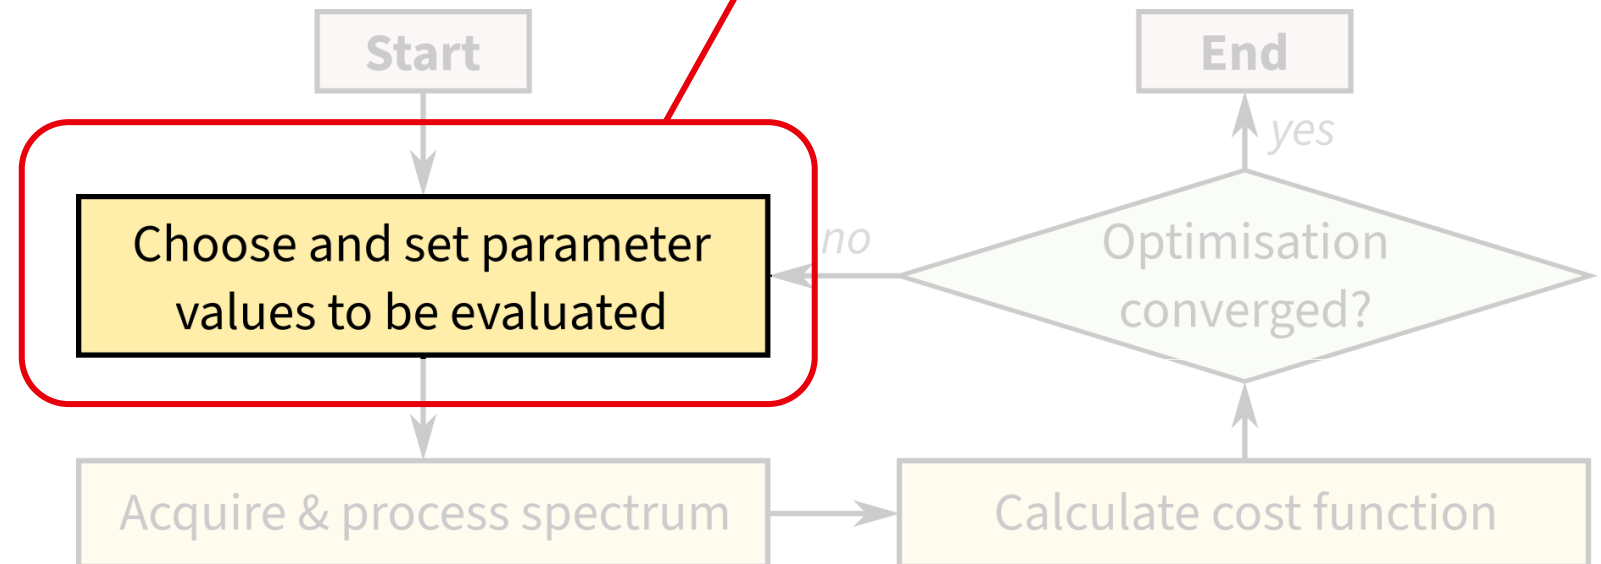 Start
End
yes
Choose and set parameter
values to be evaluated
no
Optimisation
converged?
Acquire & process spectrum
Calculate cost function